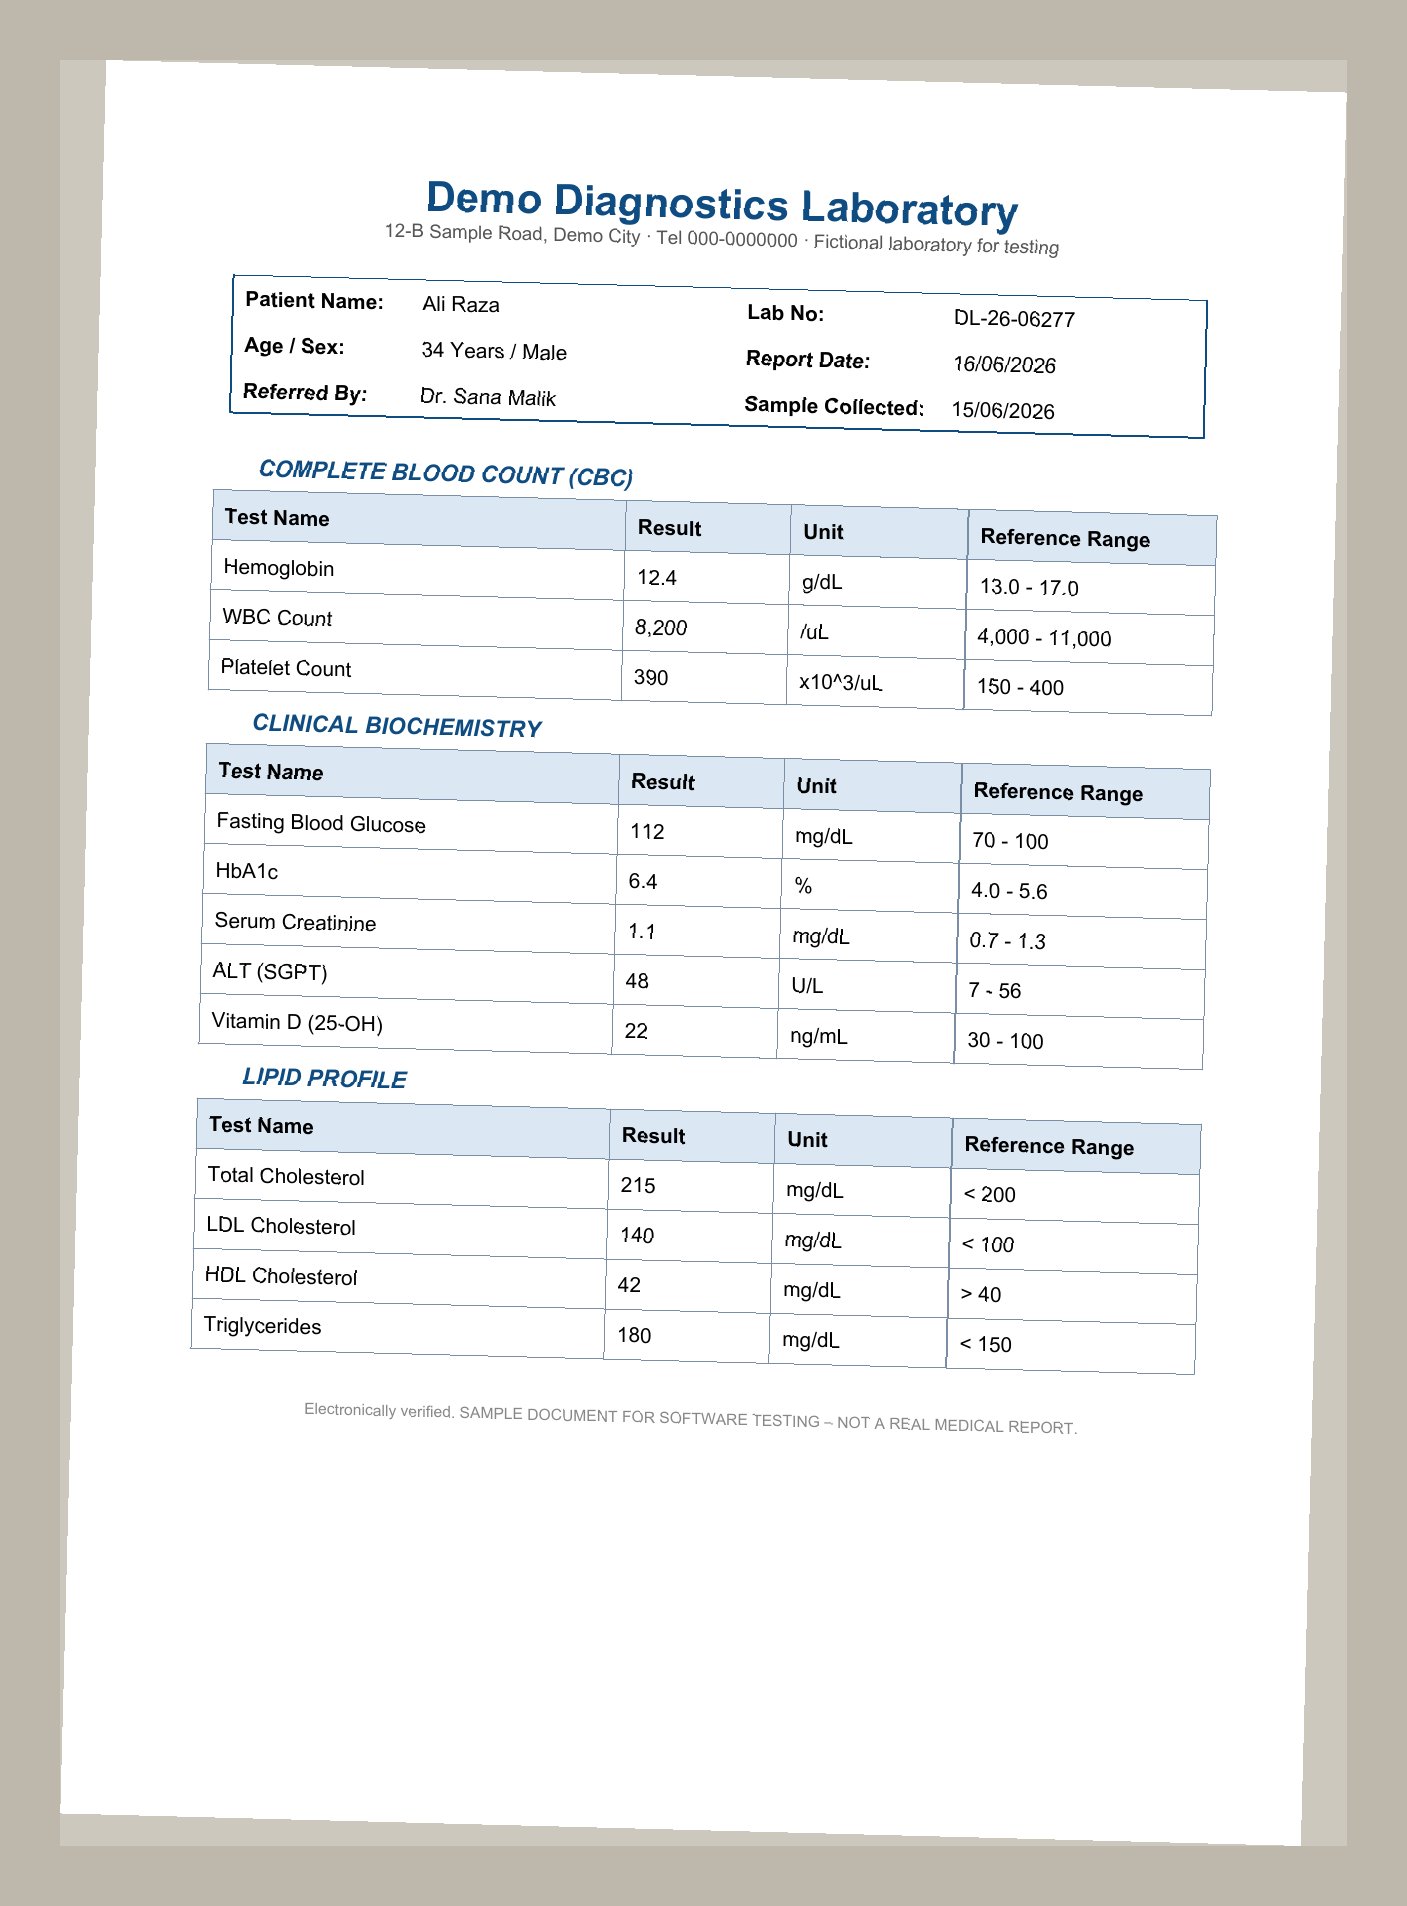 Demo Diagnostics Laboratory
12-B Sample Road, Demo City · Tel 000-0000000 · Fictional laboratory for testing
Patient Name: Ali Raza Lab No: DL-26-06277
Age / Sex: 34 Years / Male Report Date: 16/06/2026
Referred By: Dr. Sana Malik Sample Collected: 15/06/2026
COMPLETE BLOOD COUNT (CBC)
Test Name Result Unit Reference Range
Hemoglobin 12.4 g/dL 13.0 - 17.0
WBC Count 8,200 /uL 4,000 - 11,000
Platelet Count 390 x10^3/uL 150 - 400
CLINICAL BIOCHEMISTRY
Test Name Result Unit Reference Range
Fasting Blood Glucose 112 mg/dL 70 - 100
HbA1c 6.4 % 4.0 - 5.6
Serum Creatinine 1.1 mg/dL 0.7 - 1.3
ALT (SGPT) 48 U/L 7 - 56
Vitamin D (25-OH) 22 ng/mL 30 - 100
LIPID PROFILE
Test Name Result Unit Reference Range
Total Cholesterol 215 mg/dL < 200
LDL Cholesterol 140 mg/dL < 100
HDL Cholesterol 42 mg/dL > 40
Triglycerides 180 mg/dL < 150
Electronically verified. SAMPLE DOCUMENT FOR SOFTWARE TESTING – NOT A REAL MEDICAL REPORT.